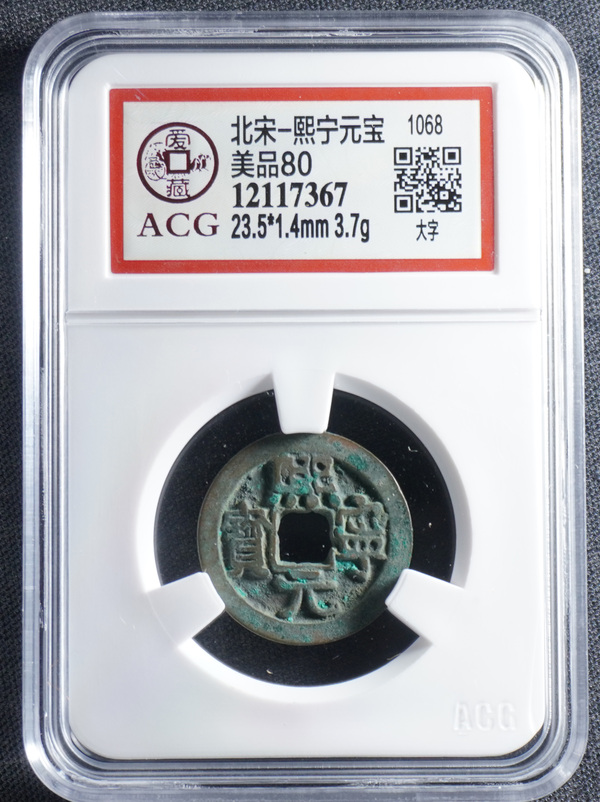 爱
藏
ACG
北宋-熙宁元宝 1068
美品80
12117367
23.5*1.4mm 3.7g
大字
熙寧元寳
ACG